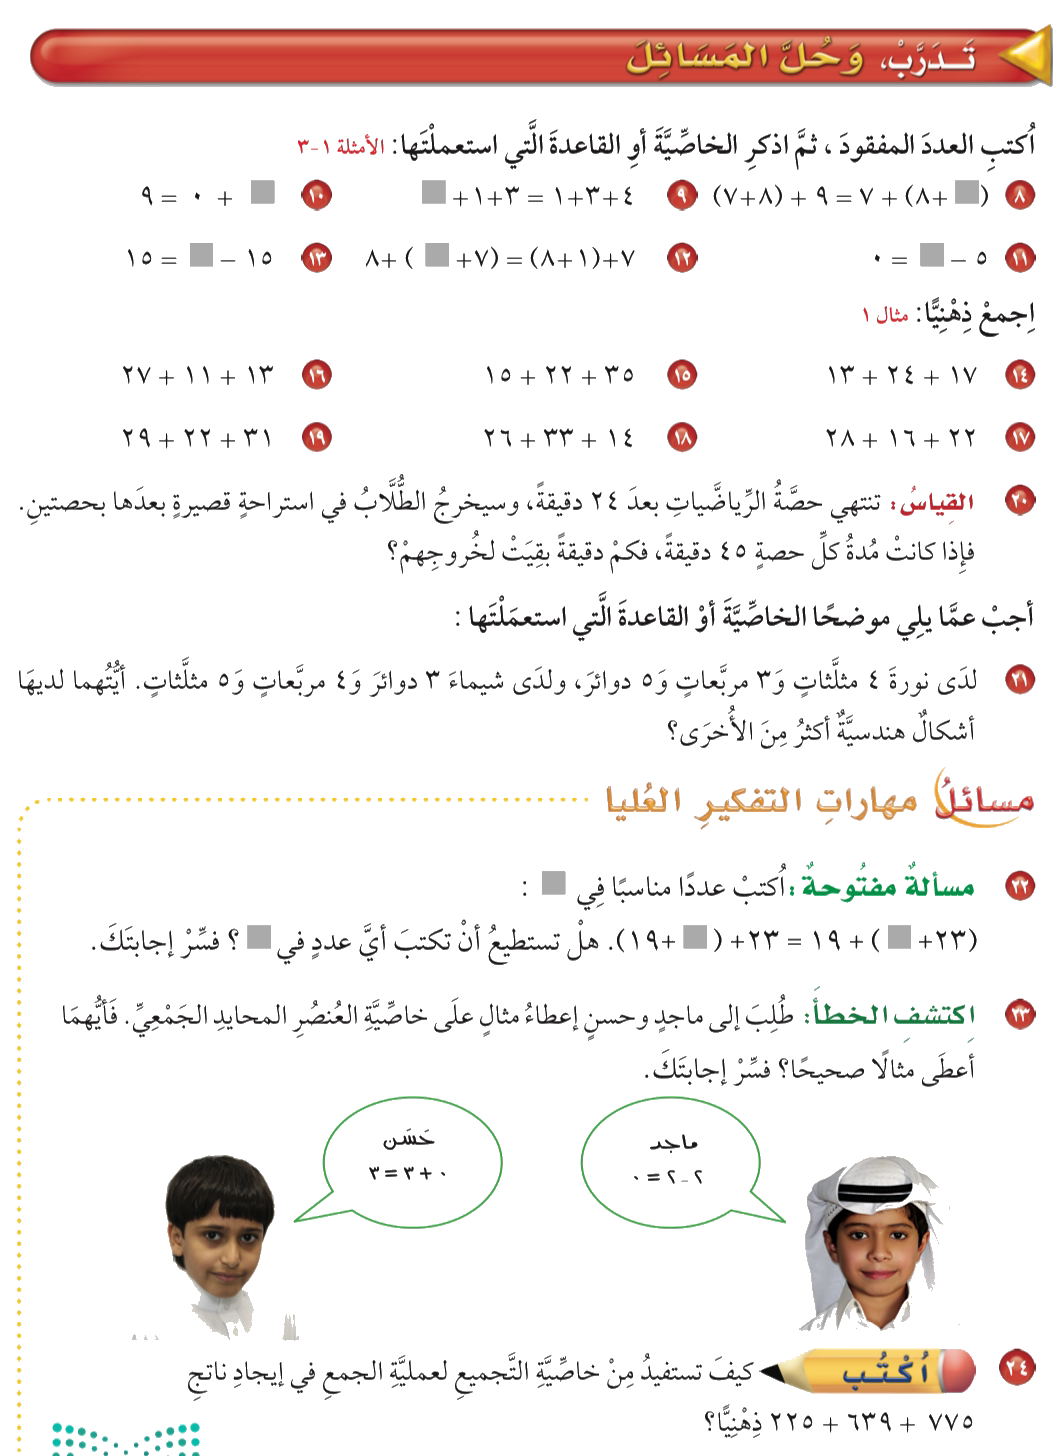 تَـدَرَّبْ، وَحُلَّ المَسَائِلَ
اُكتبِ العددَ المفقودَ ، ثمَّ اذكرِ الخاصِّيَّةَ أوِ القاعدةَ الَّتي استعملْتَها: الأمثلة ١-٣
٨ (■ +٨) + ٧ = ٩ + (٨+٧) ٩ ٤+٣+١ = ٣+١+ ■ ١٠ ■ + ٠ = ٩
١١ ٥ – ■ = ٠ ١٢ ٧+(١+٨) = (٧+ ■ ) +٨ ١٣ ١٥ – ■ = ١٥
اِجمعْ ذِهْنِيًّا: مثال ١
١٤ ١٧ + ٢٤ + ١٣ ١٥ ٣٥ + ٢٢ + ١٥ ١٦ ١٣ + ١١ + ٢٧
١٧ ٢٢ + ١٦ + ٢٨ ١٨ ١٤ + ٣٣ + ٢٦ ١٩ ٣١ + ٢٢ + ٢٩
٢٠ القِياسُ: تنتهي حصَّةُ الرِّياضَّياتِ بعدَ ٢٤ دقيقةً، وسيخرجُ الطُّلَّابُ في استراحةٍ قصيرةٍ بعدَها بحصتينِ.
فإذا كانتْ مُدةُ كلِّ حصةٍ ٤٥ دقيقةً، فكمْ دقيقةً بقِيَتْ لخُروجِهمْ؟
أجبْ عمَّا يلِي موضحًا الخاصِّيَّةَ أوْ القاعدةَ الَّتي استعمَلْتَها :
٢١ لدَى نورةَ ٤ مثلَّثاتٍ وَ٣ مربَّعاتٍ وَ٥ دوائرَ، ولدَى شيماءَ ٣ دوائرَ وَ٤ مربَّعاتٍ وَ٥ مثلَّثاتٍ. أيَّتُهما لديهَا
أشكالٌ هندسيَّةٌ أكثرُ مِنَ الأُخرَى؟
مسائلُ مهاراتِ التفكيرِ العُليا
٢٢ مسألةٌ مفتُوحةٌ: اُكتبْ عددًا مناسبًا فِي ■ :
(٢٣+ ■ ) + ١٩ = ٢٣+ ( ■ +١٩). هلْ تستطيعُ أنْ تكتبَ أيَّ عددٍ في ■ ؟ فسِّرْ إجابتَكَ.
٢٣ اِكتشفِ الخطأَ: طُلِبَ إلى ماجدٍ وحسنٍ إعطاءُ مثالٍ علَى خاصِّيَّةِ العُنصُرِ المحايدِ الجَمْعِيِّ. فَأيُّهمَا
أعطَى مثالًا صحيحًا؟ فسِّرْ إجابتَكَ.
ماجد
٢-٢ = ٠
حَسَن
٠ + ٣ = ٣
٢٤ اُكْتُب كيفَ تستفيدُ مِنْ خاصِّيَّةِ التَّجميعِ لعمليَّةِ الجمعِ في إيجادِ ناتجِ
٧٧٥ + ٦٣٩ + ٢٢٥ ذِهْنِيًّا؟